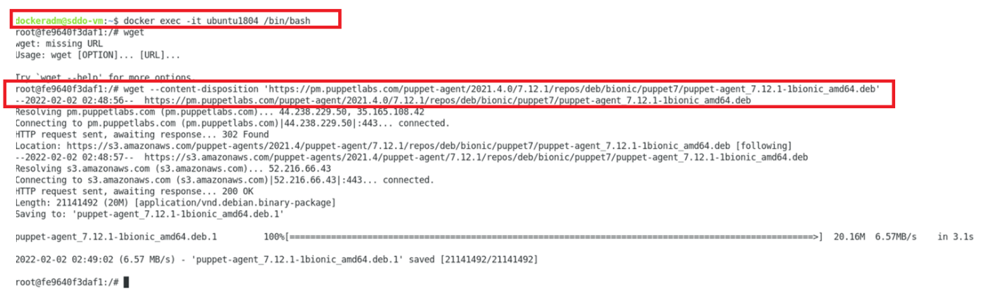 dockeradm@sddo-vm:~$ docker exec -it ubuntu1804 /bin/bash
root@fe9640f3daf1:/# wget
wget: missing URL
Usage: wget [OPTION]... [URL]...
Try `wget --help' for more options.
root@fe9640f3daf1:/# wget --content-disposition 'https://pm.puppetlabs.com/puppet-agent/2021.4.0/7.12.1/repos/deb/bionic/puppet7/puppet-agent_7.12.1-1bionic_amd64.deb'
--2022-02-02 02:48:56--  https://pm.puppetlabs.com/puppet-agent/2021.4.0/7.12.1/repos/deb/bionic/puppet7/puppet-agent_7.12.1-1bionic_amd64.deb
Resolving pm.puppetlabs.com (pm.puppetlabs.com)... 44.238.229.50, 35.165.108.42
Connecting to pm.puppetlabs.com (pm.puppetlabs.com)|44.238.229.50|:443... connected.
HTTP request sent, awaiting response... 302 Found
Location: https://s3.amazonaws.com/puppet-agents/2021.4/puppet-agent/7.12.1/repos/deb/bionic/puppet7/puppet-agent_7.12.1-1bionic_amd64.deb [following]
--2022-02-02 02:48:57--  https://s3.amazonaws.com/puppet-agents/2021.4/puppet-agent/7.12.1/repos/deb/bionic/puppet7/puppet-agent_7.12.1-1bionic_amd64.deb
Resolving s3.amazonaws.com (s3.amazonaws.com)... 52.216.66.43
Connecting to s3.amazonaws.com (s3.amazonaws.com)|52.216.66.43|:443... connected.
HTTP request sent, awaiting response... 200 OK
Length: 21141492 (20M) [application/vnd.debian.binary-package]
Saving to: 'puppet-agent_7.12.1-1bionic_amd64.deb.1'
puppet-agent_7.12.1-1bionic_amd64.deb.1 100%[====================================================================================================>] 20.16M 6.57MB/s in 3.1s
2022-02-02 02:49:02 (6.57 MB/s) - 'puppet-agent_7.12.1-1bionic_amd64.deb.1' saved [21141492/21141492]
root@fe9640f3daf1:/#